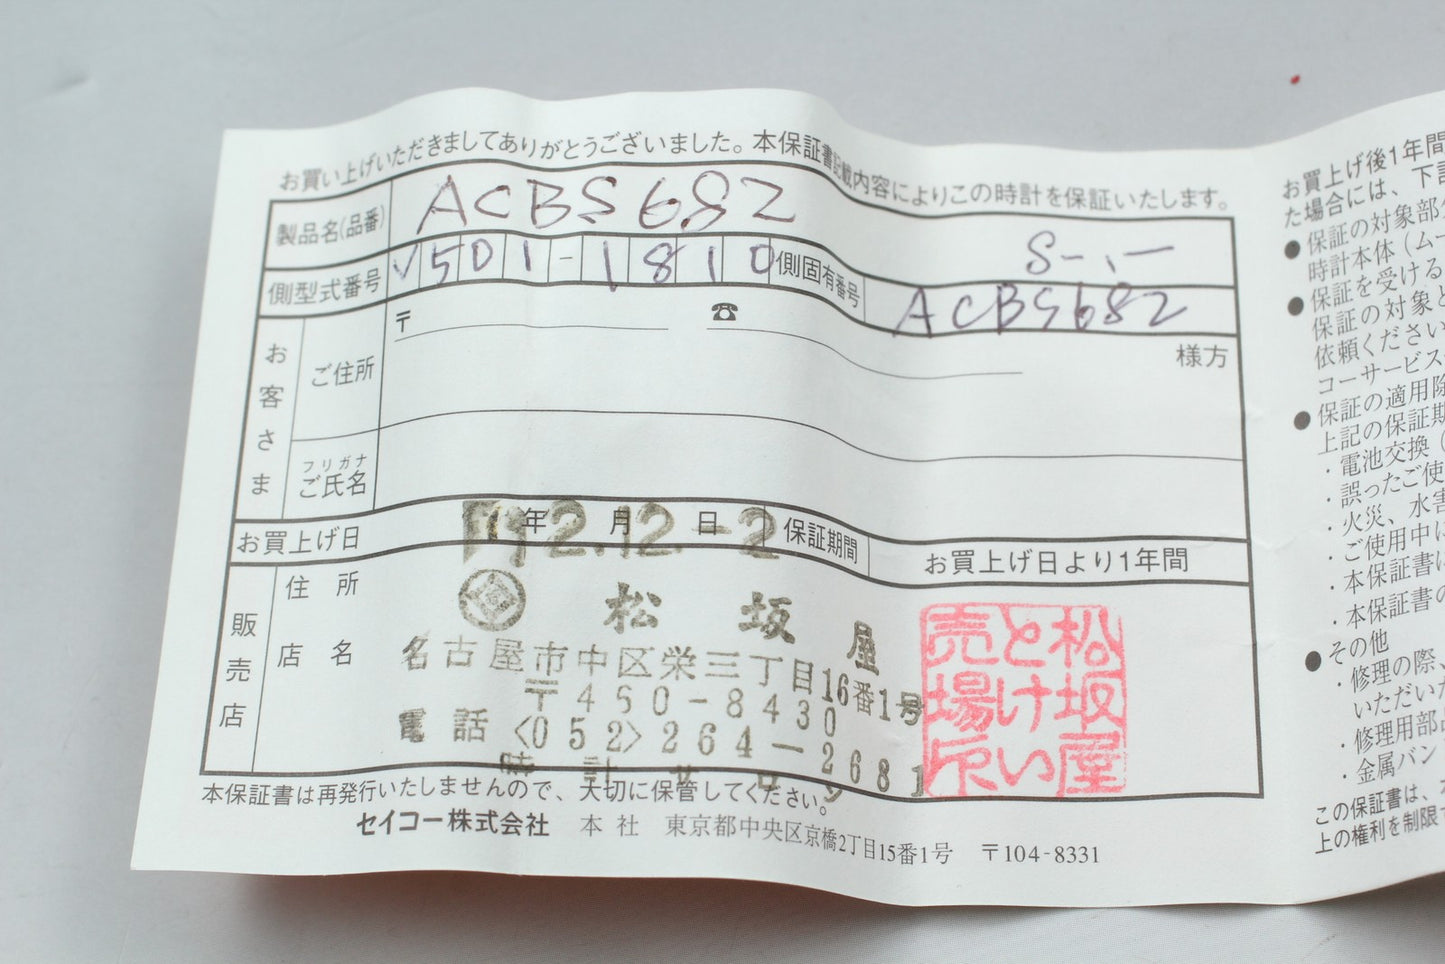 お買い上げいただきましてありがとうございました。本保証書記載内容によりこの時計を保証いたします。
製品名(品番) ACBS682
S-、-
側型式番号 V501-1810 側固有番号 ACBS682
お客さま
ご住所 〒 ☎
様方
フリガナ
ご氏名
お買上げ日 年 月 日 保証期間 お買上げ日より1年間
2.12.-2
販売店
住所
店名
松坂屋
名古屋市中区栄三丁目16番1号
〒460-8430
電話〈052〉264-2681
時計
松坂屋
とけい
売場
本保証書は再発行いたしませんので、大切に保管してください。
セイコー株式会社 本社 東京都中央区京橋2丁目15番1号 〒104-8331
お買上げ後1年間
た場合には、下
●保証の対象部
時計本体(ムー
●保証を受ける
保証の対象と
依頼ください
コーサービス
●保証の適用除
上記の保証期
・電池交換(
・誤ったご使
・火災、水害
・ご使用中に
・本保証書に
・本保証書の
●その他
・修理の際、
いただいた
・修理用部
・金属バン
この保証書は、
上の権利を制限